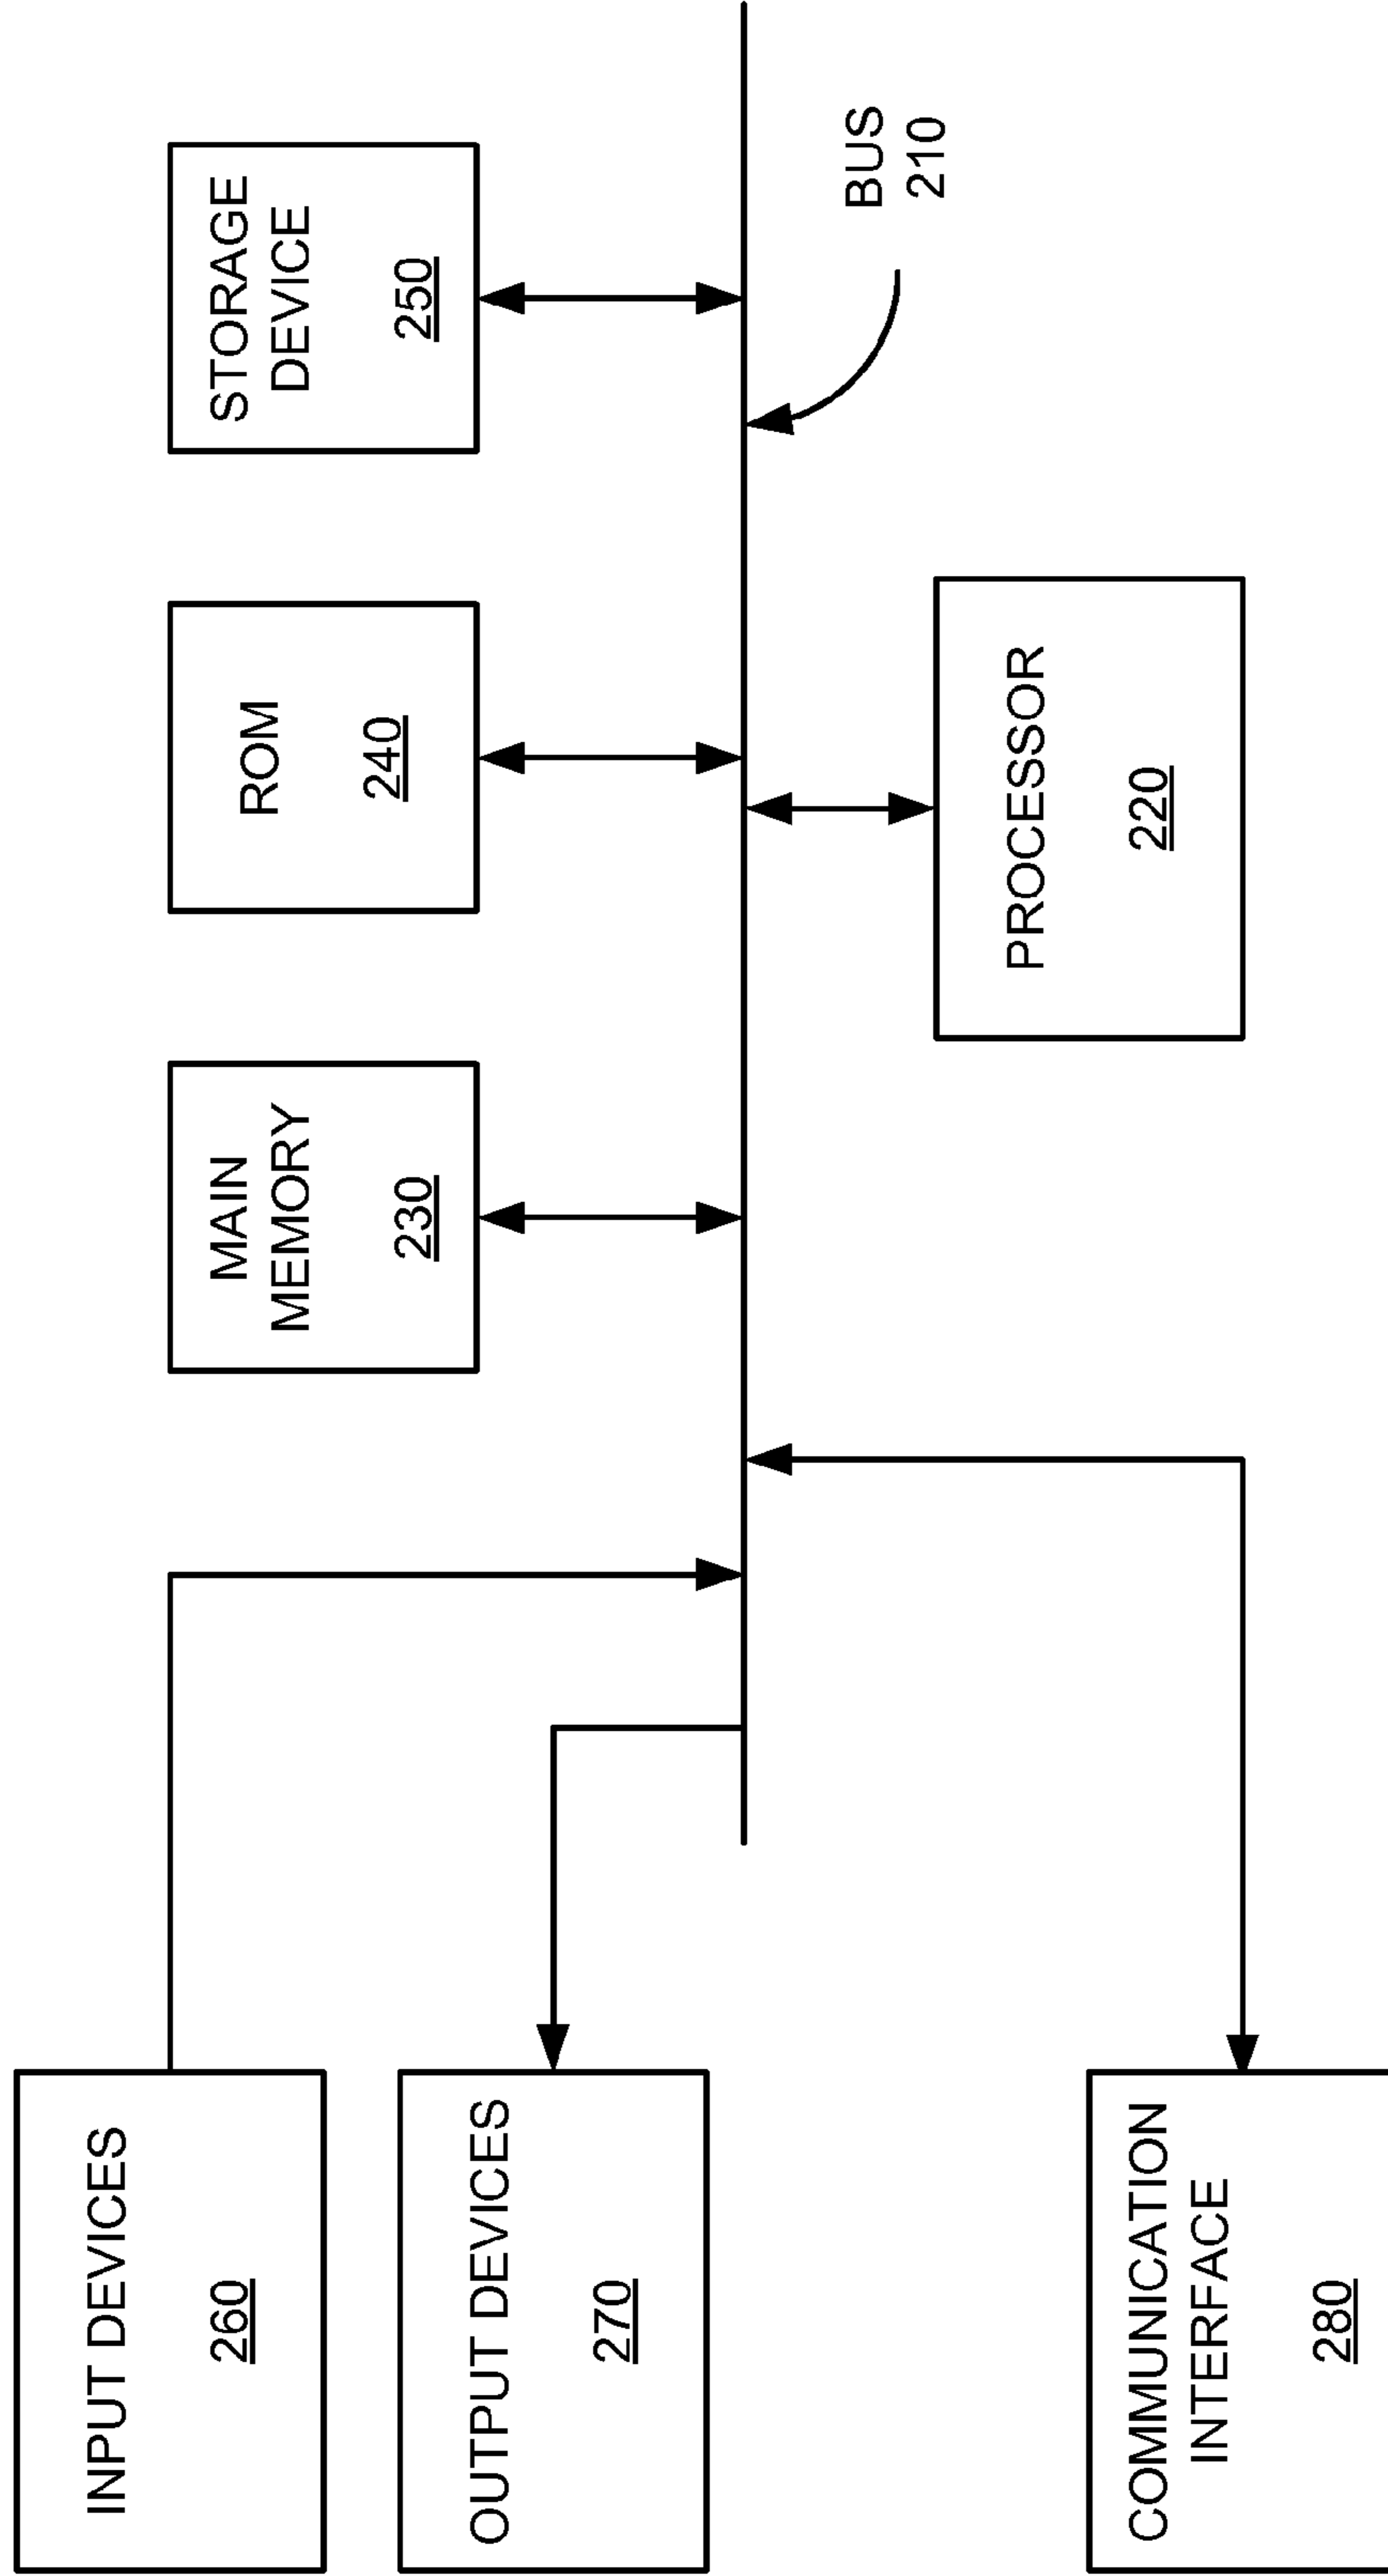 INPUT DEVICES
260
OUTPUT DEVICES
270
COMMUNICATION
INTERFACE
280
MAIN
MEMORY
230
ROM
240
STORAGE
DEVICE
250
PROCESSOR
220
BUS
210